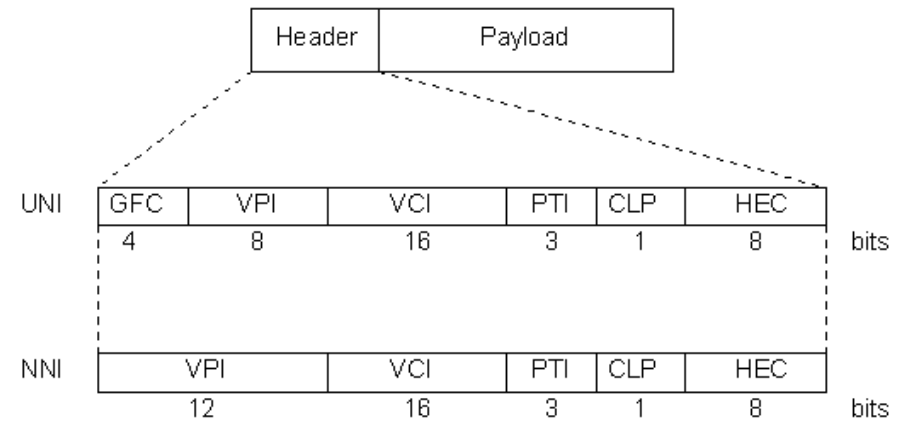 Header Payload
UNI GFC VPI VCI PTI CLP HEC
4 8 16 3 1 8 bits
NNI VPI VCI PTI CLP HEC
12 16 3 1 8 bits